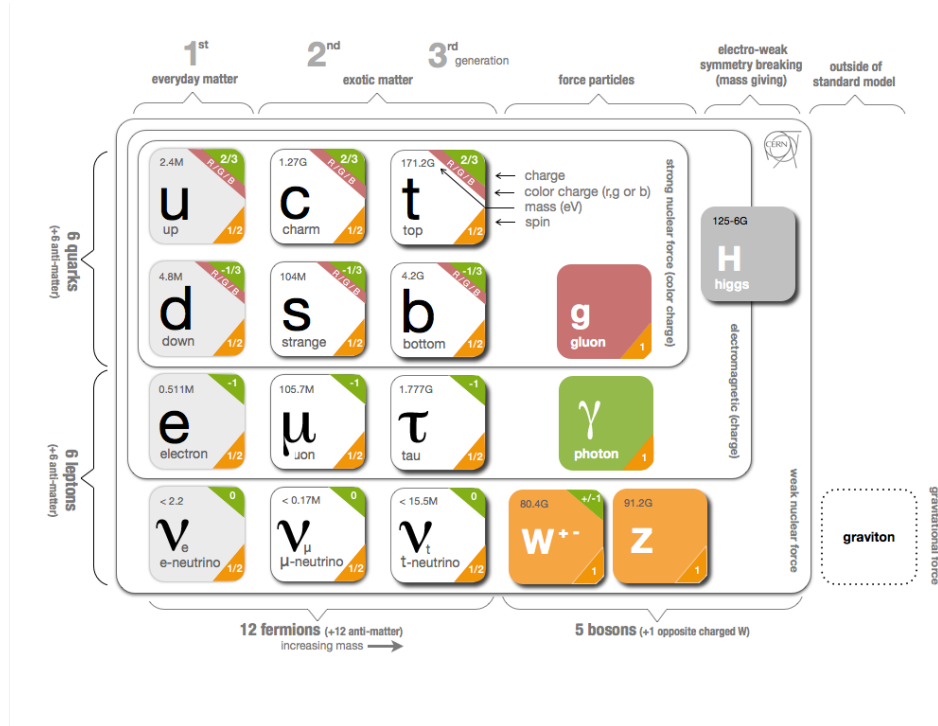 1st
2nd
3rd generation
everyday matter
exotic matter
force particles
electro-weak
symmetry breaking
(mass giving)
outside of
standard model
CERN
6 quarks
(+6 anti-matter)
2.4M
2/3
R/G/B
u
up
1/2
1.27G
2/3
R/G/B
c
charm
1/2
171.2G
2/3
R/G/B
t
top
1/2
charge
color charge (r,g or b)
mass (eV)
spin
strong nuclear force (color charge)
125-6G
H
higgs
4.8M
-1/3
R/G/B
d
down
1/2
104M
-1/3
R/G/B
s
strange
1/2
4.2G
-1/3
R/G/B
b
bottom
1/2
g
gluon
1
electromagnetic (charge)
6 leptons
(+6 anti-matter)
0.511M
-1
e
electron
1/2
105.7M
-1
μ
uon
1/2
1.777G
-1
τ
tau
1/2
γ
photon
1
weak nuclear force
< 2.2
0
νe
e-neutrino
1/2
< 0.17M
0
νμ
μ-neutrino
1/2
< 15.5M
0
νt
t-neutrino
1/2
80.4G
+/-1
W+-
1
91.2G
Z
1
graviton
gravitational force
12 fermions (+12 anti-matter)
increasing mass
5 bosons (+1 opposite charged W)